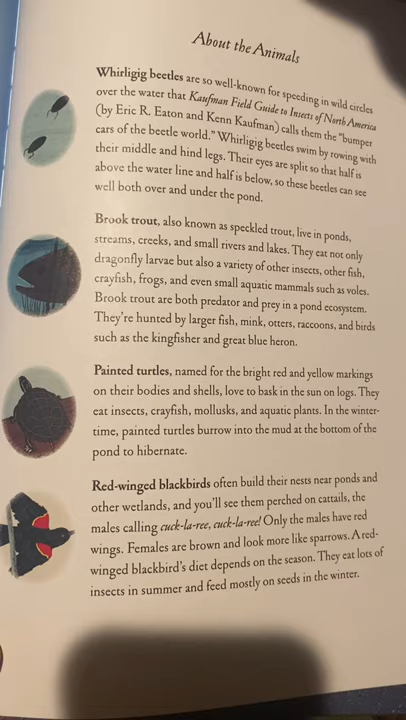 About the Animals
Whirligig beetles are so well-known for speeding in wild circles
over the water that Kaufman Field Guide to Insects of North America
(by Eric R. Eaton and Kenn Kaufman) calls them the "bumper
cars of the beetle world." Whirligig beetles swim by rowing with
their middle and hind legs. Their eyes are split so that half is
above the water line and half is below, so these beetles can see
well both over and under the pond.
Brook trout, also known as speckled trout, live in ponds,
streams, creeks, and small rivers and lakes. They eat not only
dragonfly larvae but also a variety of other insects, other fish,
crayfish, frogs, and even small aquatic mammals such as voles.
Brook trout are both predator and prey in a pond ecosystem.
They're hunted by larger fish, mink, otters, raccoons, and birds
such as the kingfisher and great blue heron.
Painted turtles, named for the bright red and yellow markings
on their bodies and shells, love to bask in the sun on logs. They
eat insects, crayfish, mollusks, and aquatic plants. In the winter-
time, painted turtles burrow into the mud at the bottom of the
pond to hibernate.
Red-winged blackbirds often build their nests near ponds and
other wetlands, and you'll see them perched on cattails, the
males calling cuck-la-ree, cuck-la-ree! Only the males have red
wings. Females are brown and look more like sparrows. A red-
winged blackbird's diet depends on the season. They eat lots of
insects in summer and feed mostly on seeds in the winter.